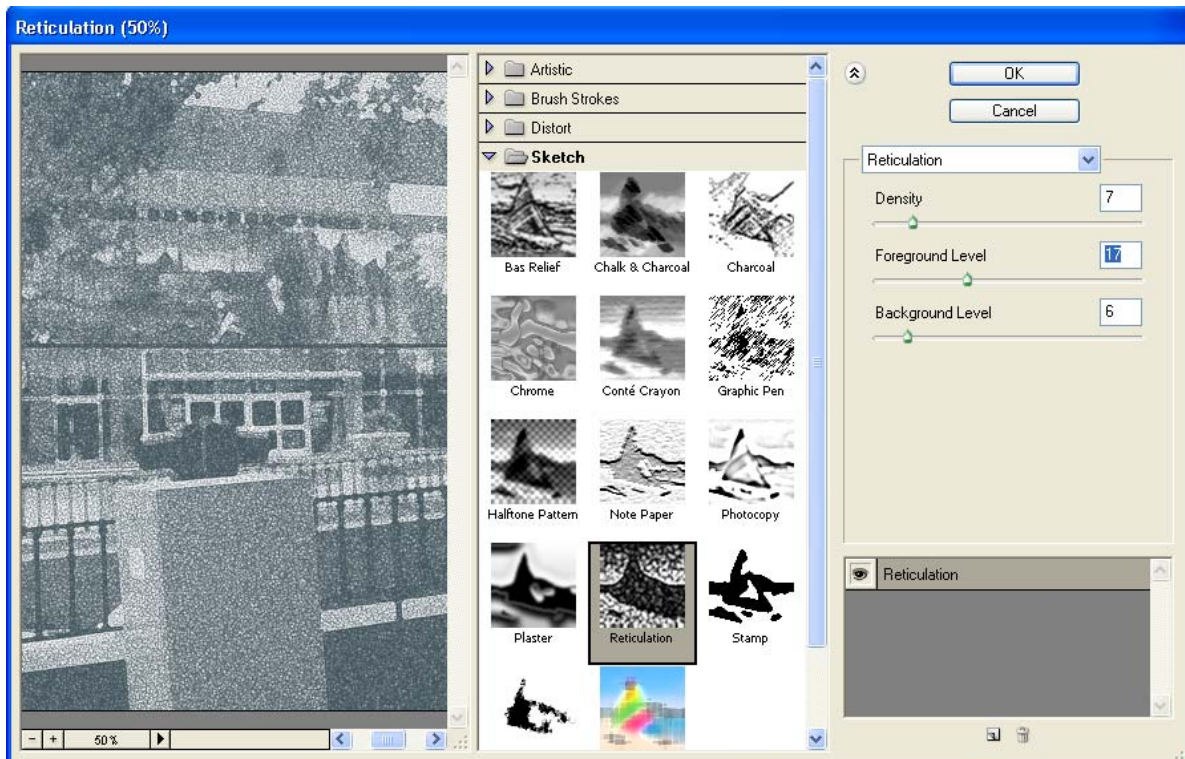 Reticulation (50%)
Artistic
Brush Strokes
Distort
Sketch
Bas Relief
Chalk & Charcoal
Charcoal
Chrome
Conté Crayon
Graphic Pen
Halftone Pattern
Note Paper
Photocopy
Plaster
Reticulation
Stamp
50%
OK
Cancel
Reticulation
Density
7
Foreground Level
17
Background Level
6
Reticulation